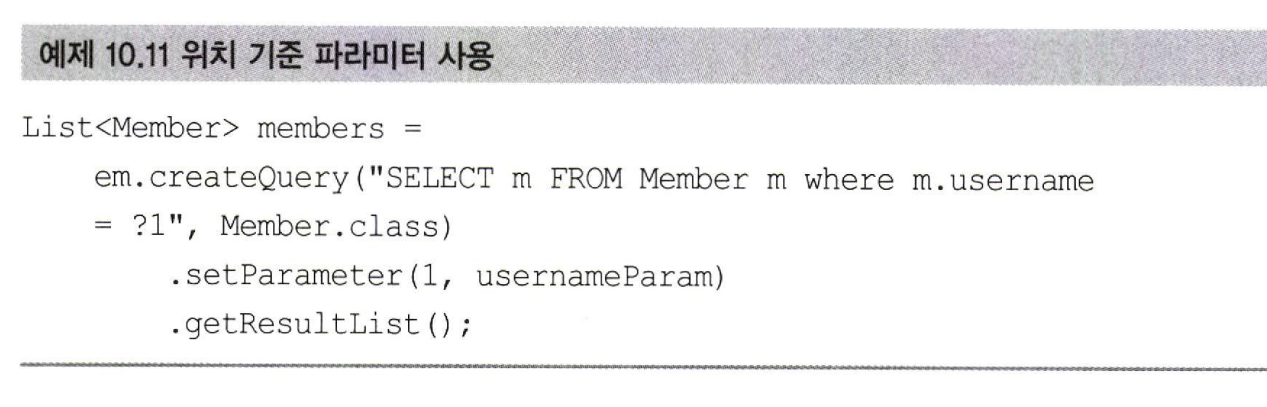 예제 10.11 위치 기준 파라미터 사용
List<Member> members =
em.createQuery("SELECT m FROM Member m where m.username
= ?1", Member.class)
.setParameter(1, usernameParam)
.getResultList();